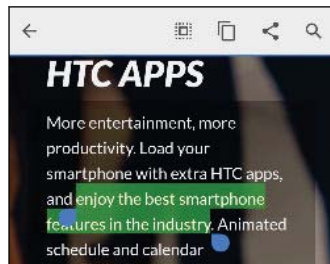 HTC APPS
More entertainment, more
productivity. Load your
smartphone with extra HTC apps,
and enjoy the best smartphone
features in the industry. Animated
schedule and calendar